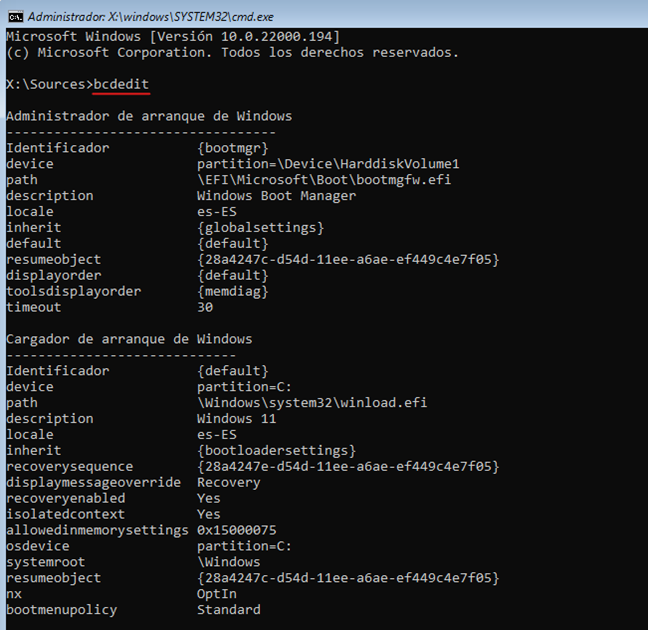 Administrador: X:\windows\SYSTEM32\cmd.exe
Microsoft Windows [Versión 10.0.22000.194]
(c) Microsoft Corporation. Todos los derechos reservados.
X:\Sources>bcdedit
Administrador de arranque de Windows
----------------------------------
Identificador           {bootmgr}
device                  partition=\Device\HarddiskVolume1
path                    \EFI\Microsoft\Boot\bootmgfw.efi
description             Windows Boot Manager
locale                  es-ES
inherit                 {globalsettings}
default                 {default}
resumeobject            {28a4247c-d54d-11ee-a6ae-ef449c4e7f05}
displayorder            {default}
toolsdisplayorder       {memdiag}
timeout                 30
Cargador de arranque de Windows
-----------------------------
Identificador           {default}
device                  partition=C:
path                    \Windows\system32\winload.efi
description             Windows 11
locale                  es-ES
inherit                 {bootloadersettings}
recoverysequence        {28a4247e-d54d-11ee-a6ae-ef449c4e7f05}
displaymessageoverride  Recovery
recoveryenabled         Yes
isolatedcontext         Yes
allowedinmemorysettings 0x15000075
osdevice                partition=C:
systemroot              \Windows
resumeobject            {28a4247c-d54d-11ee-a6ae-ef449c4e7f05}
nx                      OptIn
bootmenupolicy          Standard